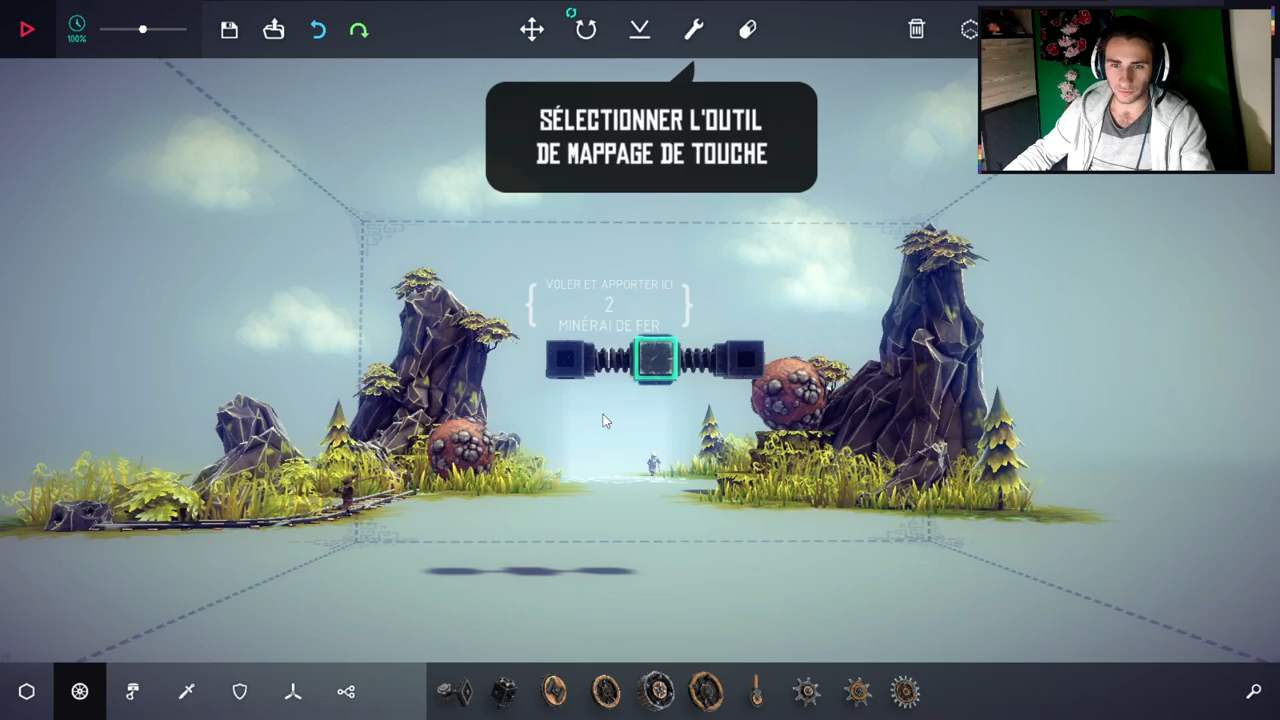 100%
SÉLECTIONNER L'OUTIL
DE MAPPAGE DE TOUCHE
VOLER ET APPORTER ICI
2
MINÉRAI DE FER